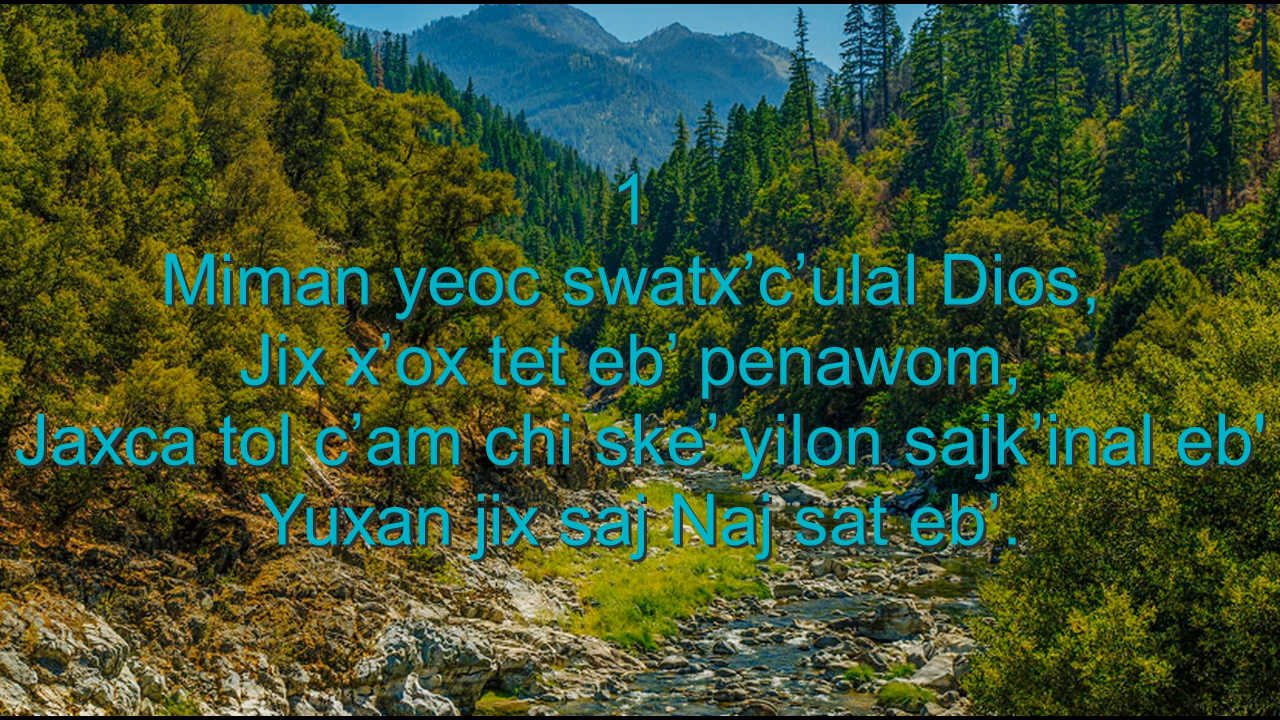 1
Miman yeoc swatx’c’ulal Dios,
Jix x’ox tet eb’ penawom,
Jaxca tol c’am chi ske’ yilon sajk’inal eb'
Yuxan jix saj Naj sat eb’.